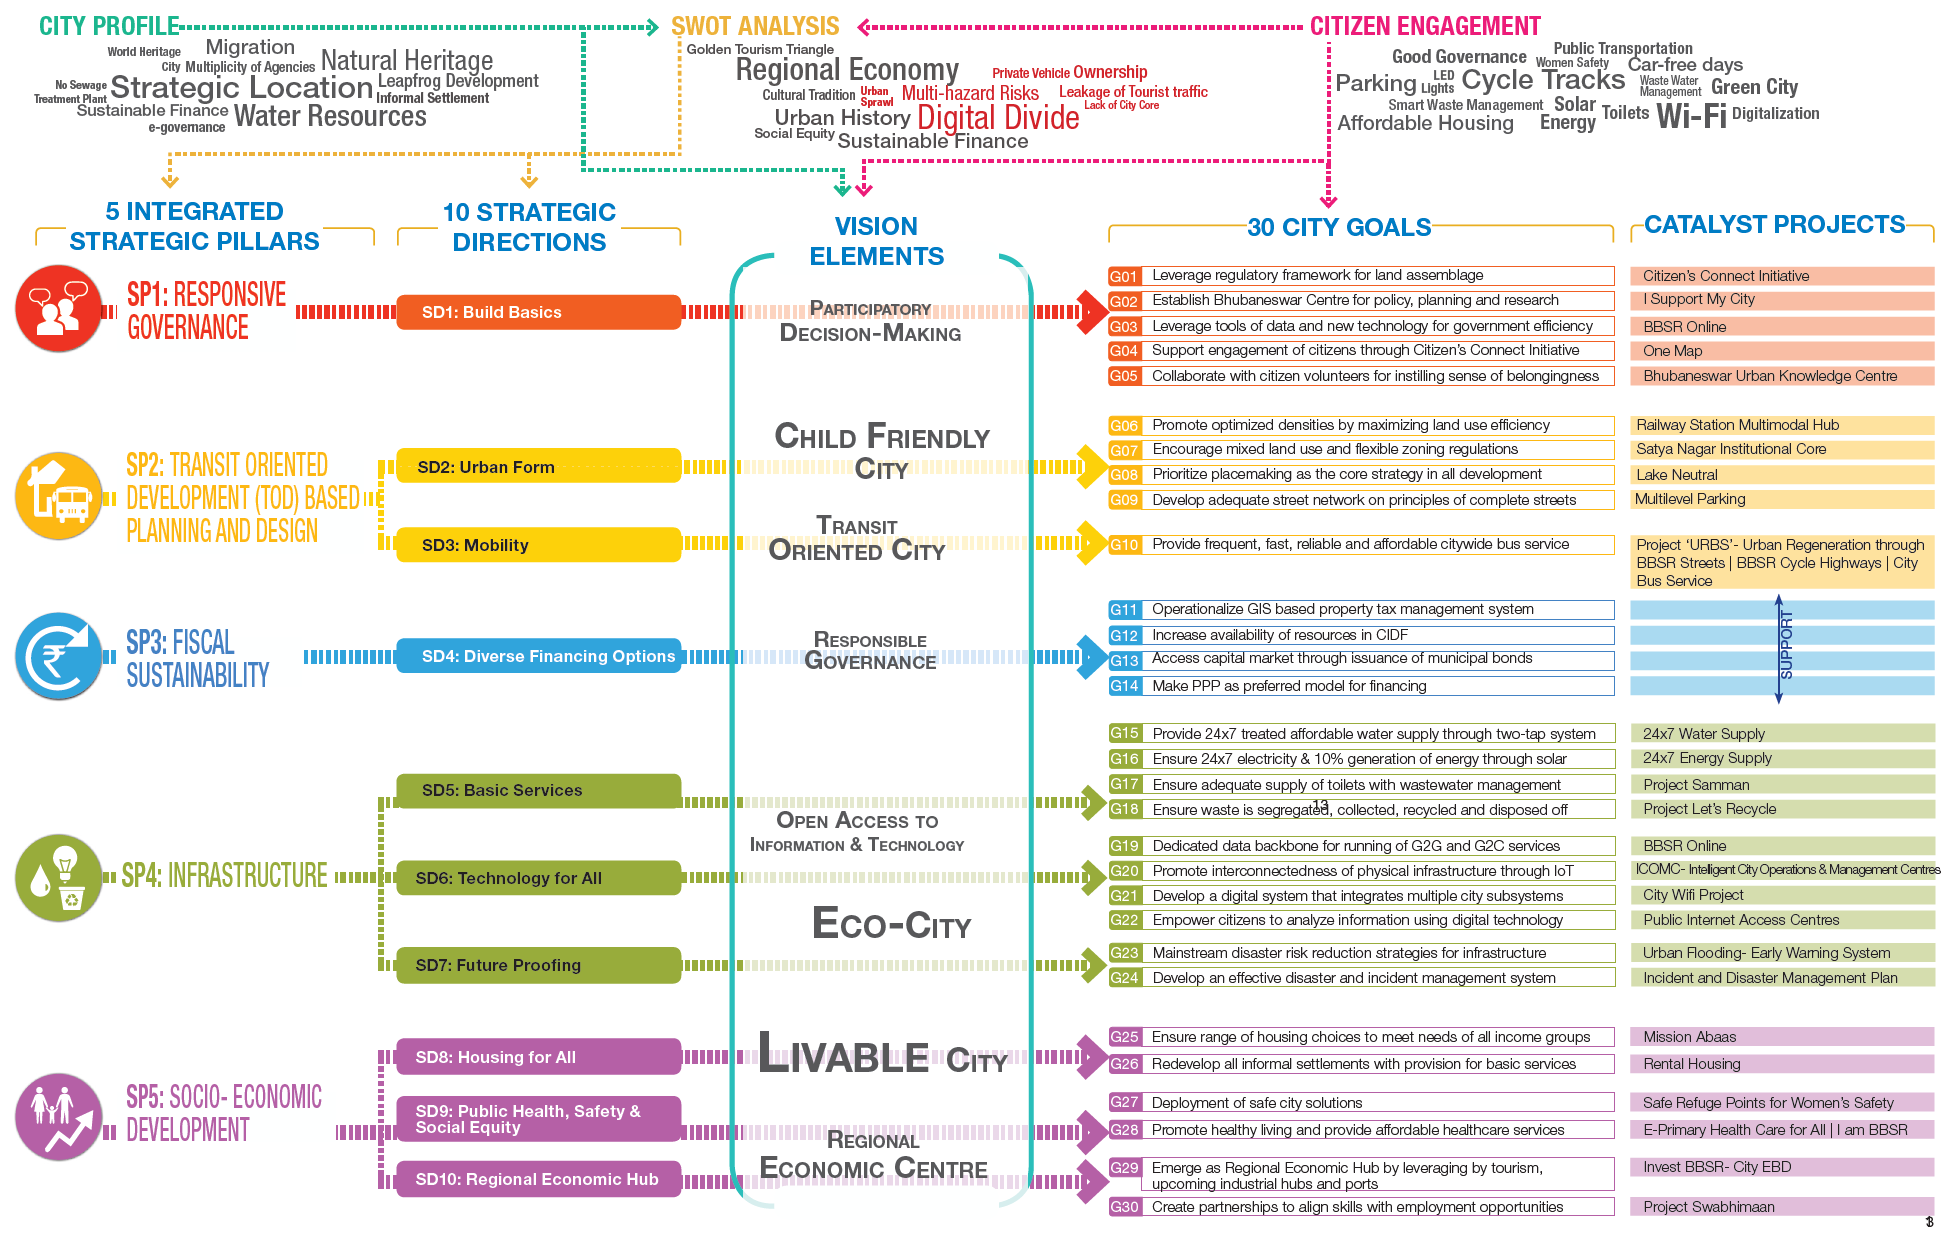 CITY PROFILE
World Heritage City
Migration
Multiplicity of Agencies
Natural Heritage
No Sewage Treatment Plant
Strategic Location
Leapfrog Development
Informal Settlement
Sustainable Finance
Water Resources
e-governance
SWOT ANALYSIS
Golden Tourism Triangle
Regional Economy
Private Vehicle Ownership
Cultural Tradition
Urban Sprawl
Multi-hazard Risks
Leakage of Tourist traffic
Lack of City Core
Urban History
Digital Divide
Social Equity
Sustainable Finance
CITIZEN ENGAGEMENT
Good Governance
Public Transportation
Women Safety
Car-free days
Parking
LED Lights
Cycle Tracks
Waste Water Management
Green City
Smart Waste Management
Solar Energy
Toilets
Wi-Fi
Digitalization
Affordable Housing
5 INTEGRATED
STRATEGIC PILLARS
10 STRATEGIC
DIRECTIONS
VISION
ELEMENTS
30 CITY GOALS
CATALYST PROJECTS
SP1: RESPONSIVE
GOVERNANCE
SD1: Build Basics
PARTICIPATORY
DECISION-MAKING
G01 Leverage regulatory framework for land assemblage
G02 Establish Bhubaneswar Centre for policy, planning and research
G03 Leverage tools of data and new technology for government efficiency
G04 Support engagement of citizens through Citizen's Connect Initiative
G05 Collaborate with citizen volunteers for instilling sense of belongingness
Citizen's Connect Initiative
I Support My City
BBSR Online
One Map
Bhubaneswar Urban Knowledge Centre
SP2: TRANSIT ORIENTED
DEVELOPMENT (TOD) BASED
PLANNING AND DESIGN
SD2: Urban Form
SD3: Mobility
CHILD FRIENDLY
CITY
TRANSIT
ORIENTED CITY
G06 Promote optimized densities by maximizing land use efficiency
G07 Encourage mixed land use and flexible zoning regulations
G08 Prioritize placemaking as the core strategy in all development
G09 Develop adequate street network on principles of complete streets
G10 Provide frequent, fast, reliable and affordable citywide bus service
Railway Station Multimodal Hub
Satya Nagar Institutional Core
Lake Neutral
Multilevel Parking
Project ‘URBS’- Urban Regeneration through
BBSR Streets | BBSR Cycle Highways | City
Bus Service
SP3: FISCAL
SUSTAINABILITY
₹
SD4: Diverse Financing Options
RESPONSIBLE
GOVERNANCE
G11 Operationalize GIS based property tax management system
G12 Increase availability of resources in CIDF
G13 Access capital market through issuance of municipal bonds
G14 Make PPP as preferred model for financing
SUPPORT
SP4: INFRASTRUCTURE
SD5: Basic Services
SD6: Technology for All
SD7: Future Proofing
OPEN ACCESS TO
INFORMATION & TECHNOLOGY
ECO-CITY
G15 Provide 24x7 treated affordable water supply through two-tap system
G16 Ensure 24x7 electricity & 10% generation of energy through solar
G17 Ensure adequate supply of toilets with wastewater management
G18 Ensure waste is segregated, collected, recycled and disposed off
13
G19 Dedicated data backbone for running of G2G and G2C services
G20 Promote interconnectedness of physical infrastructure through IoT
G21 Develop a digital system that integrates multiple city subsystems
G22 Empower citizens to analyze information using digital technology
G23 Mainstream disaster risk reduction strategies for infrastructure
G24 Develop an effective disaster and incident management system
24x7 Water Supply
24x7 Energy Supply
Project Samman
Project Let's Recycle
BBSR Online
ICOMC- Intelligent City Operations & Management Centres
City Wifi Project
Public Internet Access Centres
Urban Flooding- Early Warning System
Incident and Disaster Management Plan
SP5: SOCIO- ECONOMIC
DEVELOPMENT
SD8: Housing for All
SD9: Public Health, Safety &
Social Equity
SD10: Regional Economic Hub
LIVABLE CITY
REGIONAL
ECONOMIC CENTRE
G25 Ensure range of housing choices to meet needs of all income groups
G26 Redevelop all informal settlements with provision for basic services
G27 Deployment of safe city solutions
G28 Promote healthy living and provide affordable healthcare services
G29 Emerge as Regional Economic Hub by leveraging by tourism,
upcoming industrial hubs and ports
G30 Create partnerships to align skills with employment opportunities
Mission Abaas
Rental Housing
Safe Refuge Points for Women's Safety
E-Primary Health Care for All | I am BBSR
Invest BBSR- City EBD
Project Swabhimaan